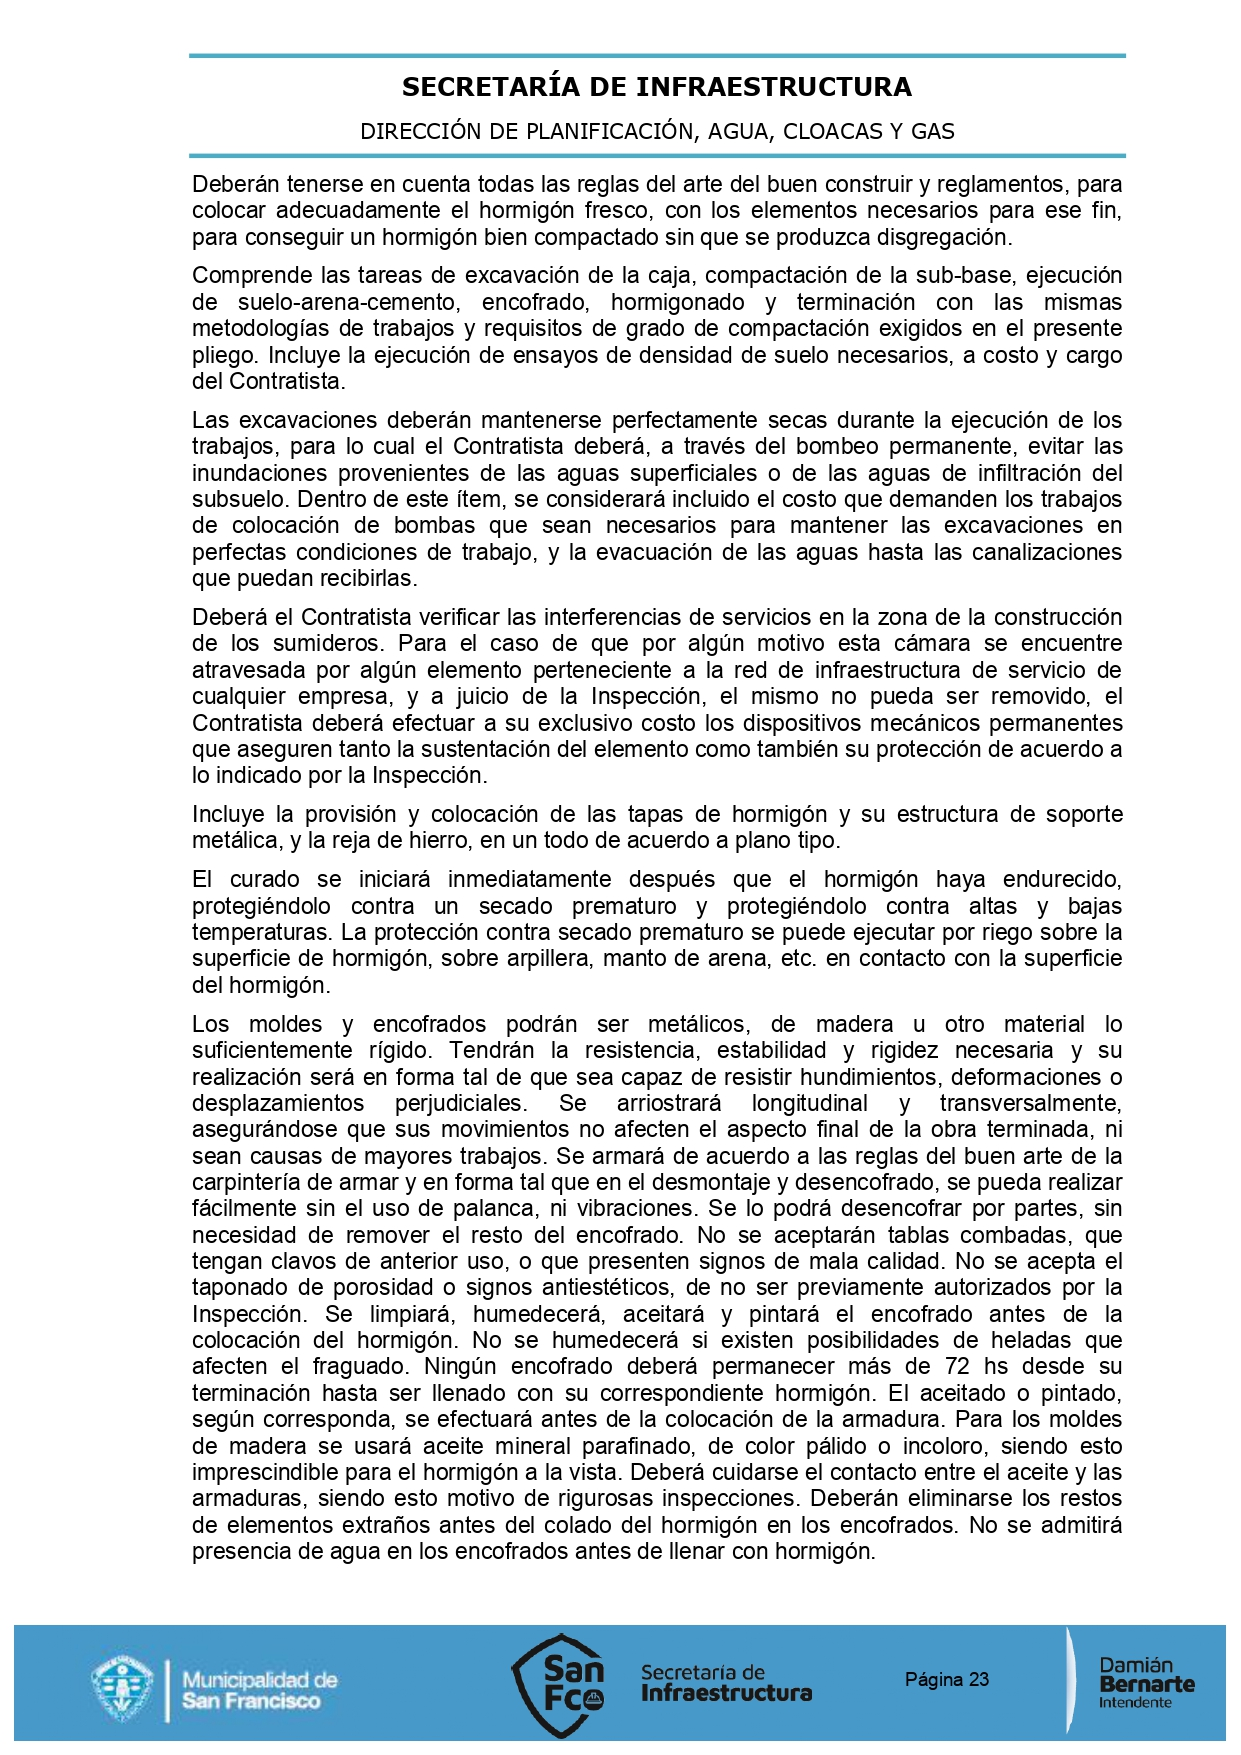 SECRETARÍA DE INFRAESTRUCTURA
DIRECCIÓN DE PLANIFICACIÓN, AGUA, CLOACAS Y GAS
Deberán tenerse en cuenta todas las reglas del arte del buen construir y reglamentos, para
colocar adecuadamente el hormigón fresco, con los elementos necesarios para ese fin,
para conseguir un hormigón bien compactado sin que se produzca disgregación.
Comprende las tareas de excavación de la caja, compactación de la sub-base, ejecución
de suelo-arena-cemento, encofrado, hormigonado y terminación con las mismas
metodologías de trabajos y requisitos de grado de compactación exigidos en el presente
pliego. Incluye la ejecución de ensayos de densidad de suelo necesarios, a costo y cargo
del Contratista.
Las excavaciones deberán mantenerse perfectamente secas durante la ejecución de los
trabajos, para lo cual el Contratista deberá, a través del bombeo permanente, evitar las
inundaciones provenientes de las aguas superficiales o de las aguas de infiltración del
subsuelo. Dentro de este ítem, se considerará incluido el costo que demanden los trabajos
de colocación de bombas que sean necesarios para mantener las excavaciones en
perfectas condiciones de trabajo, y la evacuación de las aguas hasta las canalizaciones
que puedan recibirlas.
Deberá el Contratista verificar las interferencias de servicios en la zona de la construcción
de los sumideros. Para el caso de que por algún motivo esta cámara se encuentre
atravesada por algún elemento perteneciente a la red de infraestructura de servicio de
cualquier empresa, y a juicio de la Inspección, el mismo no pueda ser removido, el
Contratista deberá efectuar a su exclusivo costo los dispositivos mecánicos permanentes
que aseguren tanto la sustentación del elemento como también su protección de acuerdo a
lo indicado por la Inspección.
Incluye la provisión y colocación de las tapas de hormigón y su estructura de soporte
metálica, y la reja de hierro, en un todo de acuerdo a plano tipo.
El curado se iniciará inmediatamente después que el hormigón haya endurecido,
protegiéndolo contra un secado prematuro y protegiéndolo contra altas y bajas
temperaturas. La protección contra secado prematuro se puede ejecutar por riego sobre la
superficie de hormigón, sobre arpillera, manto de arena, etc. en contacto con la superficie
del hormigón.
Los moldes y encofrados podrán ser metálicos, de madera u otro material lo
suficientemente rígido. Tendrán la resistencia, estabilidad y rigidez necesaria y su
realización será en forma tal de que sea capaz de resistir hundimientos, deformaciones o
desplazamientos perjudiciales. Se arriostrará longitudinal y transversalmente,
asegurándose que sus movimientos no afecten el aspecto final de la obra terminada, ni
sean causas de mayores trabajos. Se armará de acuerdo a las reglas del buen arte de la
carpintería de armar y en forma tal que en el desmontaje y desencofrado, se pueda realizar
fácilmente sin el uso de palanca, ni vibraciones. Se lo podrá desencofrar por partes, sin
necesidad de remover el resto del encofrado. No se aceptarán tablas combadas, que
tengan clavos de anterior uso, o que presenten signos de mala calidad. No se acepta el
taponado de porosidad o signos antiestéticos, de no ser previamente autorizados por la
Inspección. Se limpiará, humedecerá, aceitará y pintará el encofrado antes de la
colocación del hormigón. No se humedecerá si existen posibilidades de heladas que
afecten el fraguado. Ningún encofrado deberá permanecer más de 72 hs desde su
terminación hasta ser llenado con su correspondiente hormigón. El aceitado o pintado,
según corresponda, se efectuará antes de la colocación de la armadura. Para los moldes
de madera se usará aceite mineral parafinado, de color pálido o incoloro, siendo esto
imprescindible para el hormigón a la vista. Deberá cuidarse el contacto entre el aceite y las
armaduras, siendo esto motivo de rigurosas inspecciones. Deberán eliminarse los restos
de elementos extraños antes del colado del hormigón en los encofrados. No se admitirá
presencia de agua en los encofrados antes de llenar con hormigón.
Municipalidad de
San Francisco
San
Fco
Secretaría de
Infraestructura
Página 23
Damián
Bernarte
Intendente